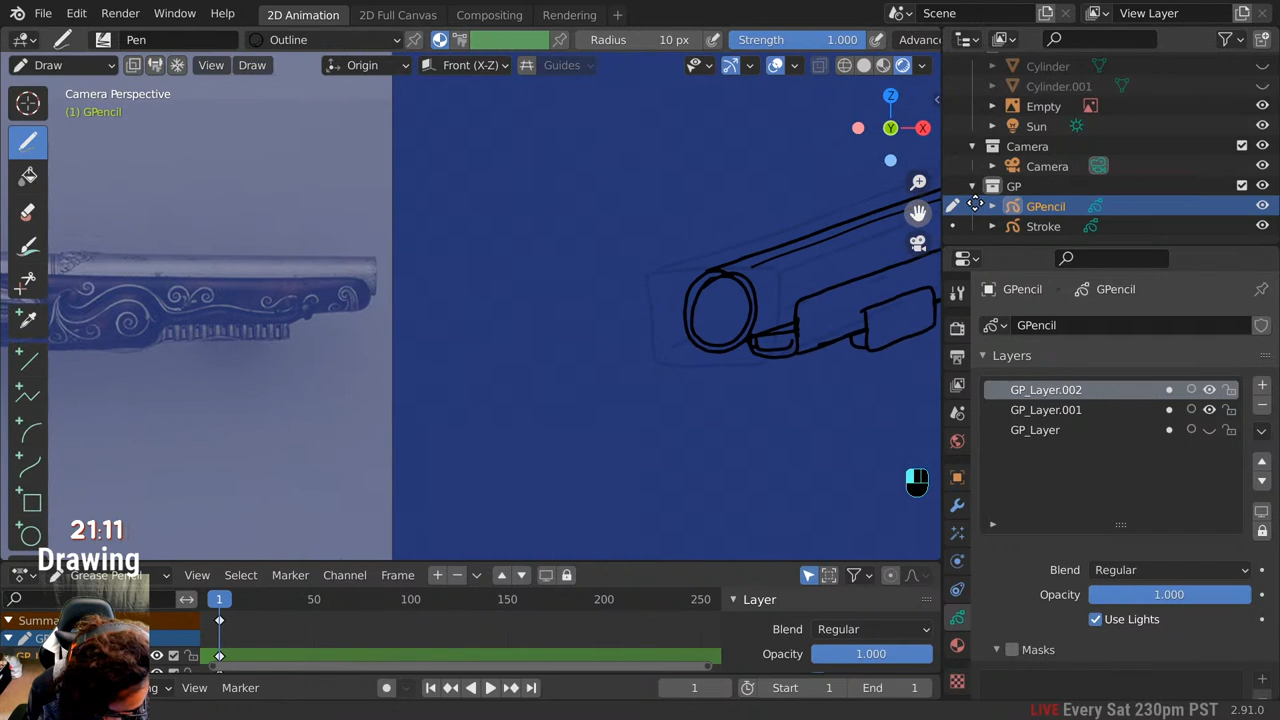 File Edit Render Window Help 2D Animation 2D Full Canvas Compositing Rendering + Scene View Layer
Pen Outline Radius 10 px Strength 1.000 Advanc
Draw View Draw Origin Front (X-Z) Guides
Camera Perspective
(1) GPencil
Z
Y
X
Cylinder
Cylinder.001
Empty
Sun
Camera
Camera
GP
GPencil
Stroke
GPencil GPencil
GPencil
Layers
GP_Layer.002
GP_Layer.001
GP_Layer
Blend Regular
Opacity 1.000
Use Lights
Masks
21:11
Drawing
Grease Pencil View Select Marker Channel Frame
1 50 100 150 200 250
Summa
Layer
Blend Regular
Opacity 1.000
View Marker 1 Start 1 End 1
LIVE Every Sat 230pm PST 2.91.0